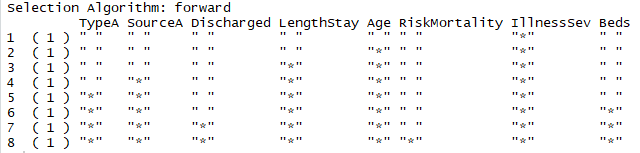 Selection Algorithm: forward
         TypeA SourceA Discharged LengthStay Age RiskMortality IllnessSev Beds
1  ( 1 ) " "   " "     " "        " "        " " " "           "*"        " "
2  ( 1 ) " "   " "     " "        " "        "*" " "           "*"        " "
3  ( 1 ) " "   " "     " "        "*"        "*" " "           "*"        " "
4  ( 1 ) " "   "*"     " "        "*"        "*" " "           "*"        " "
5  ( 1 ) "*"   "*"     " "        "*"        "*" " "           "*"        " "
6  ( 1 ) "*"   "*"     " "        "*"        "*" " "           "*"        "*"
7  ( 1 ) "*"   "*"     "*"        "*"        "*" " "           "*"        "*"
8  ( 1 ) "*"   "*"     "*"        "*"        "*" "*"           "*"        "*"